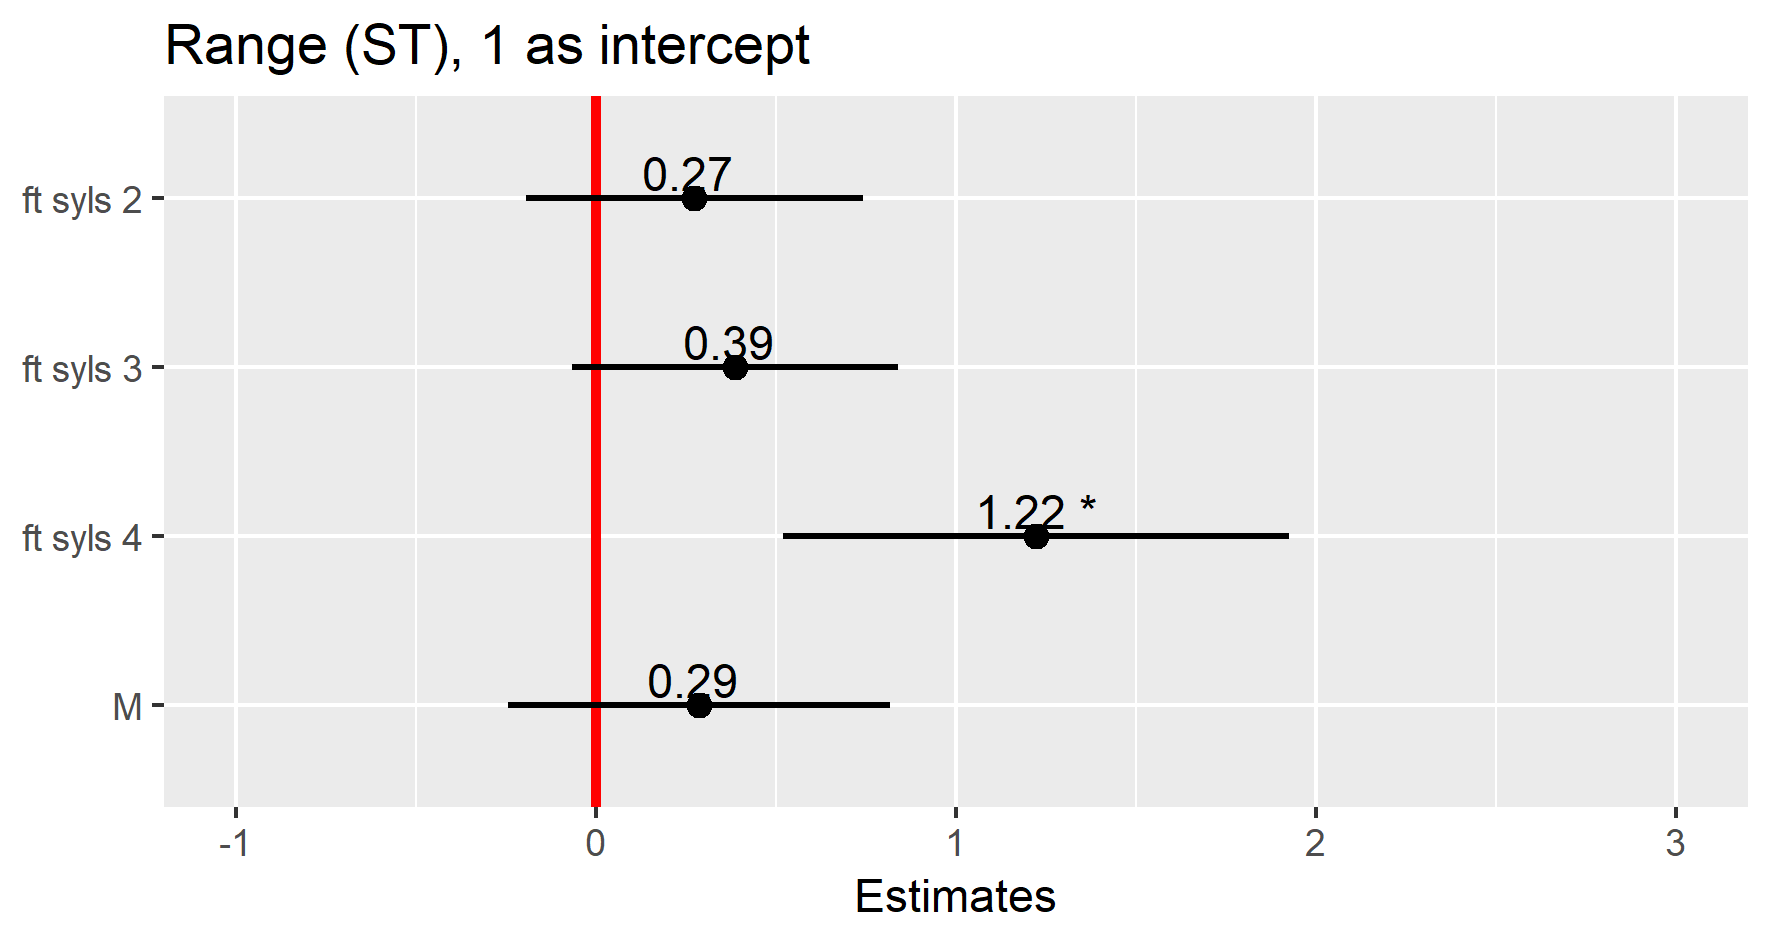 Range (ST), 1 as intercept
ft syls 2
0.27
ft syls 3
0.39
ft syls 4
1.22 *
M
0.29
-1 0 1 2 3
Estimates